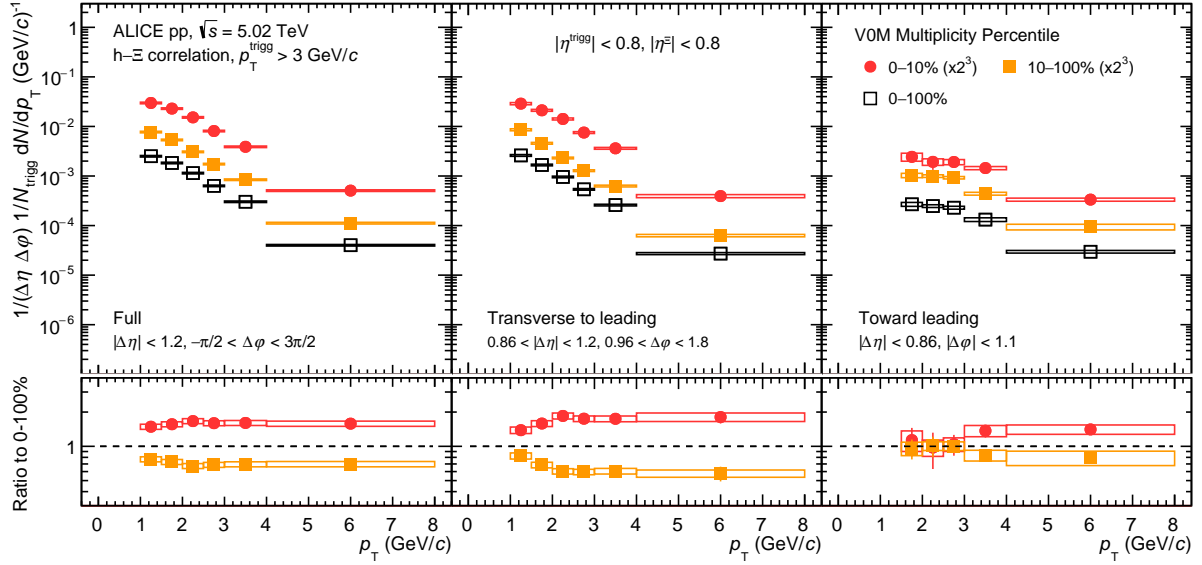 ALICE pp, √s = 5.02 TeV
h−Ξ correlation, p_T^trigg > 3 GeV/c
|η^trigg| < 0.8, |η^Ξ| < 0.8
V0M Multiplicity Percentile
0−10% (x2³)
10−100% (x2³)
0−100%
1/(Δη Δφ) 1/N_trigg dN/dp_T (GeV/c)⁻¹
1
10⁻¹
10⁻²
10⁻³
10⁻⁴
10⁻⁵
10⁻⁶
Full
|Δη| < 1.2, −π/2 < Δφ < 3π/2
Transverse to leading
0.86 < |Δη| < 1.2, 0.96 < Δφ < 1.8
Toward leading
|Δη| < 0.86, |Δφ| < 1.1
Ratio to 0-100%
1
0 1 2 3 4 5 6 7 8
p_T (GeV/c)
0 1 2 3 4 5 6 7 8
p_T (GeV/c)
0 1 2 3 4 5 6 7 8
p_T (GeV/c)